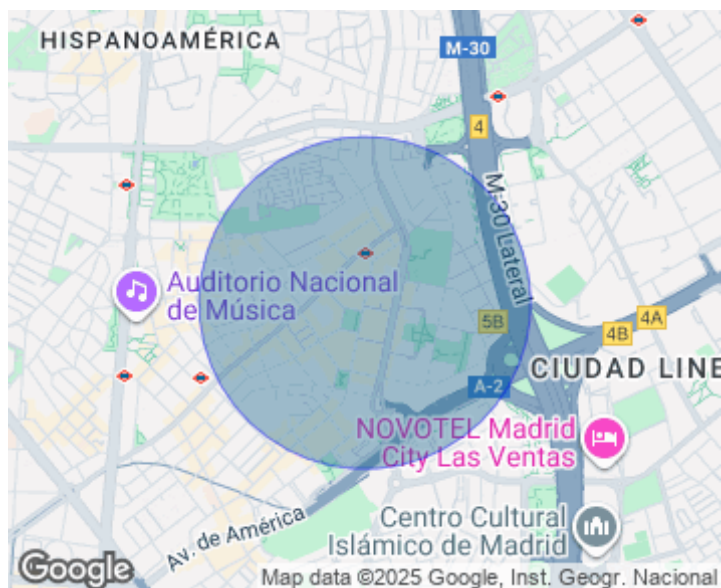 HISPANOAMÉRICA
M-30
4
M-30 Lateral
Auditorio Nacional
de Música
5B
4B
4A
A-2
CIUDAD LINE
NOVOTEL Madrid
City Las Ventas
Av. de América
Centro Cultural
Islámico de Madrid
Google
Map data ©2025 Google, Inst. Geogr. Nacional